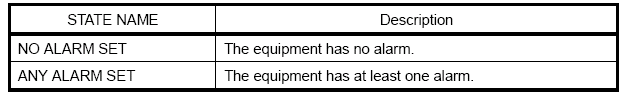 STATE NAME Description
NO ALARM SET The equipment has no alarm.
ANY ALARM SET The equipment has at least one alarm.